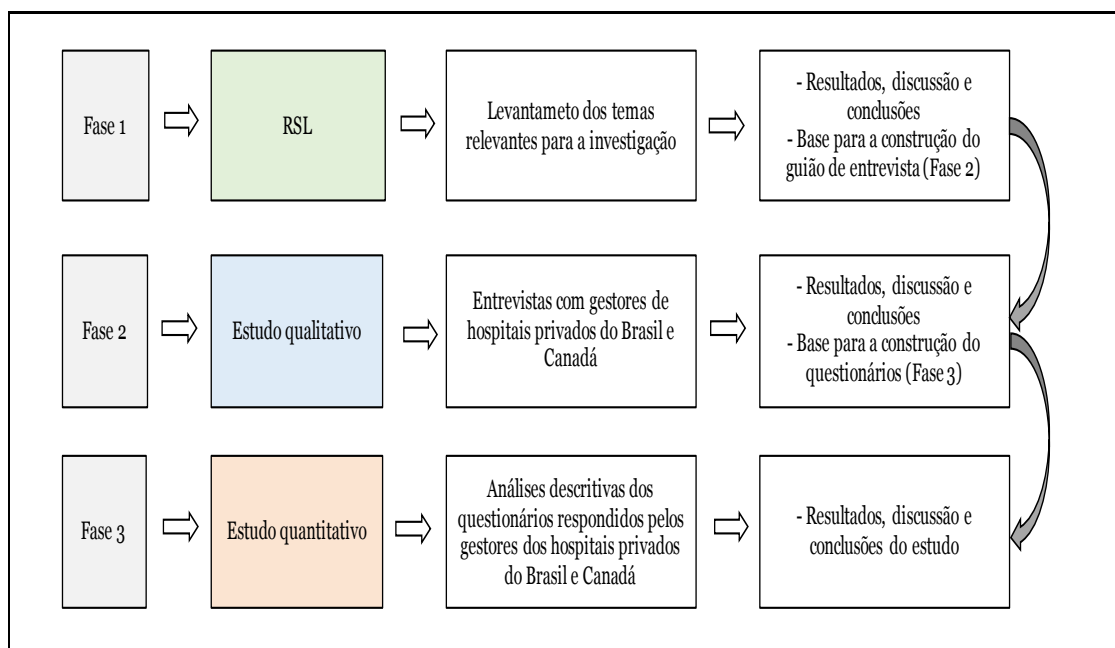 Fase 1
RSL
Levantameto dos temas
relevantes para a investigação
- Resultados, discussão e
conclusões
- Base para a construção do
guião de entrevista (Fase 2)
Fase 2
Estudo qualitativo
Entrevistas com gestores de
hospitais privados do Brasil e
Canadá
- Resultados, discussão e
conclusões
- Base para a construção do
questionários (Fase 3)
Fase 3
Estudo quantitativo
Análises descritivas dos
questionários respondidos pelos
gestores dos hospitais privados
do Brasil e Canadá
- Resultados, discussão e
conclusões do estudo